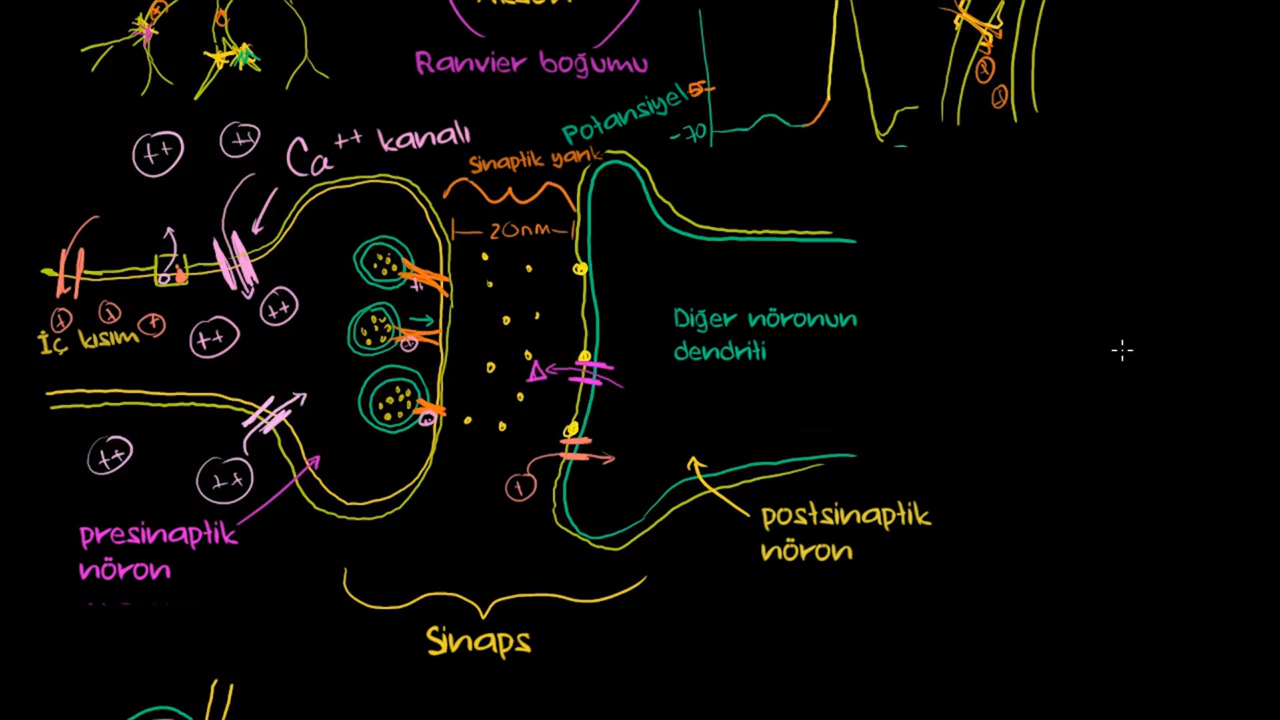 Ranvier boğumu
Potansiyel
-70
Ca++ kanalı
++
++
Sinaptik yarık
20nm
İç kısım
++
++
Diğer nöronun
dendriti
++
++
+
presinaptik
nöron
postsinaptik
nöron
Sinaps